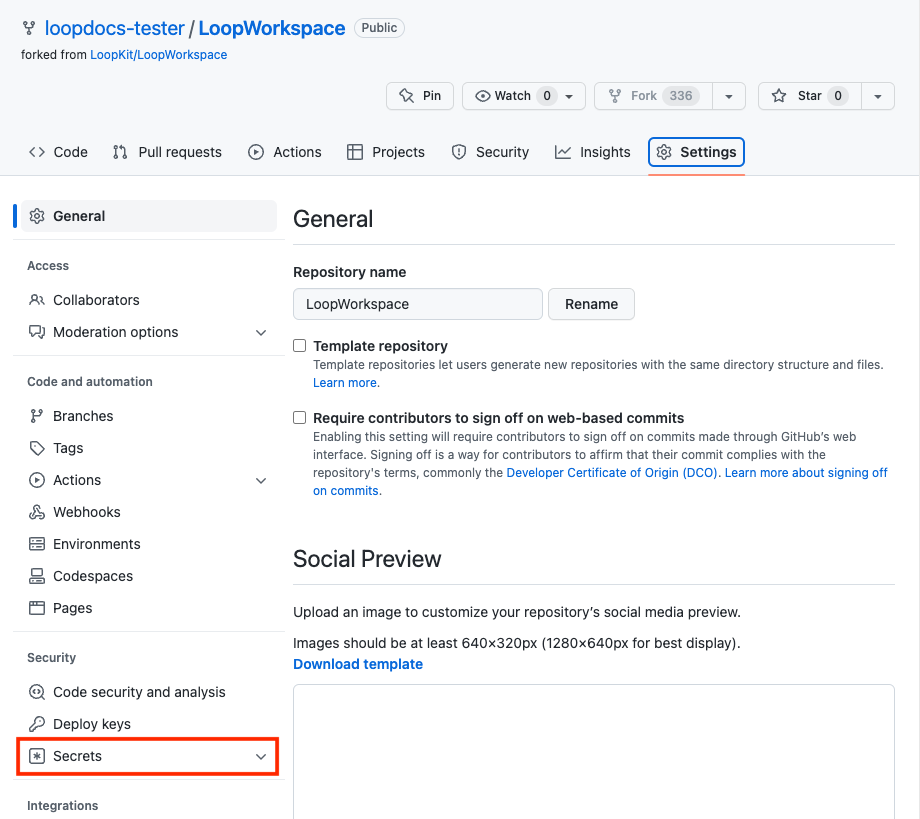 loopdocs-tester / LoopWorkspace Public
forked from LoopKit/LoopWorkspace
Pin Watch 0 Fork 336 Star 0
Code Pull requests Actions Projects Security Insights Settings
General
Access
Collaborators
Moderation options
Code and automation
Branches
Tags
Actions
Webhooks
Environments
Codespaces
Pages
Security
Code security and analysis
Deploy keys
Secrets
Integrations
General
Repository name
LoopWorkspace Rename
Template repository
Template repositories let users generate new repositories with the same directory structure and files.
Learn more.
Require contributors to sign off on web-based commits
Enabling this setting will require contributors to sign off on commits made through GitHub’s web
interface. Signing off is a way for contributors to affirm that their commit complies with the
repository's terms, commonly the Developer Certificate of Origin (DCO). Learn more about signing off
on commits.
Social Preview
Upload an image to customize your repository’s social media preview.
Images should be at least 640×320px (1280×640px for best display).
Download template